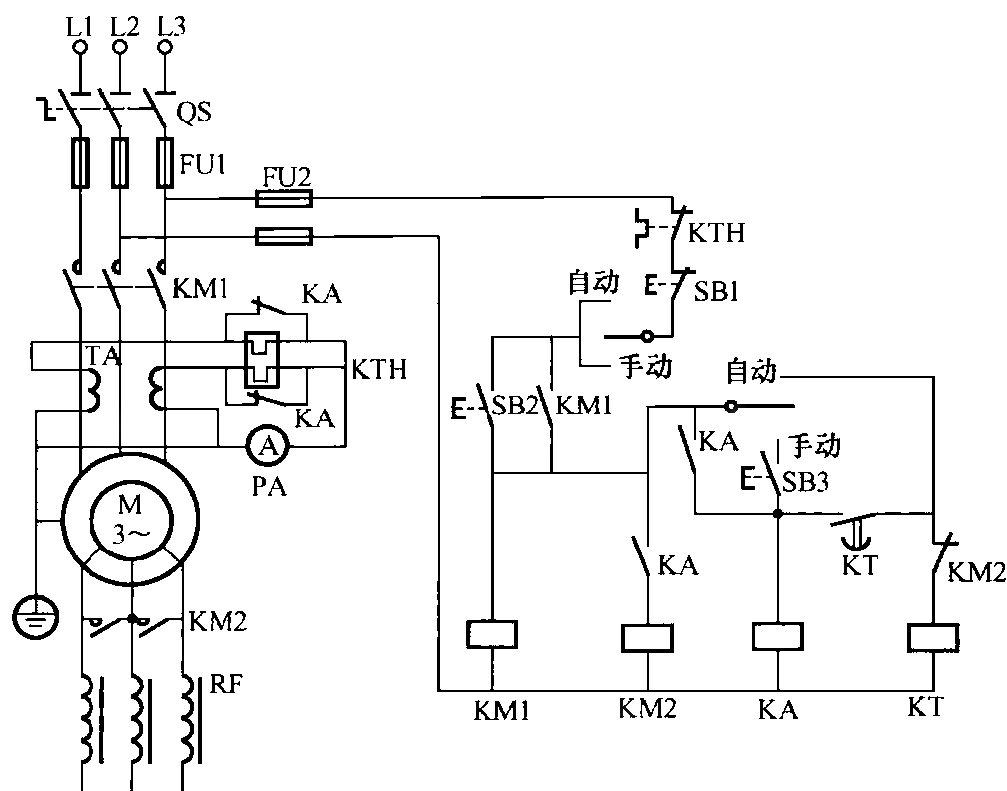 L1 L2 L3
QS
FU1
FU2
KTH
SB1
自动
手动
KM1
KA
TA
KTH
KA
A
PA
SB2
KM1
自动
KA
手动
SB3
M
3～
KT
KM2
KA
KM2
RF
KM1
KM2
KA
KT